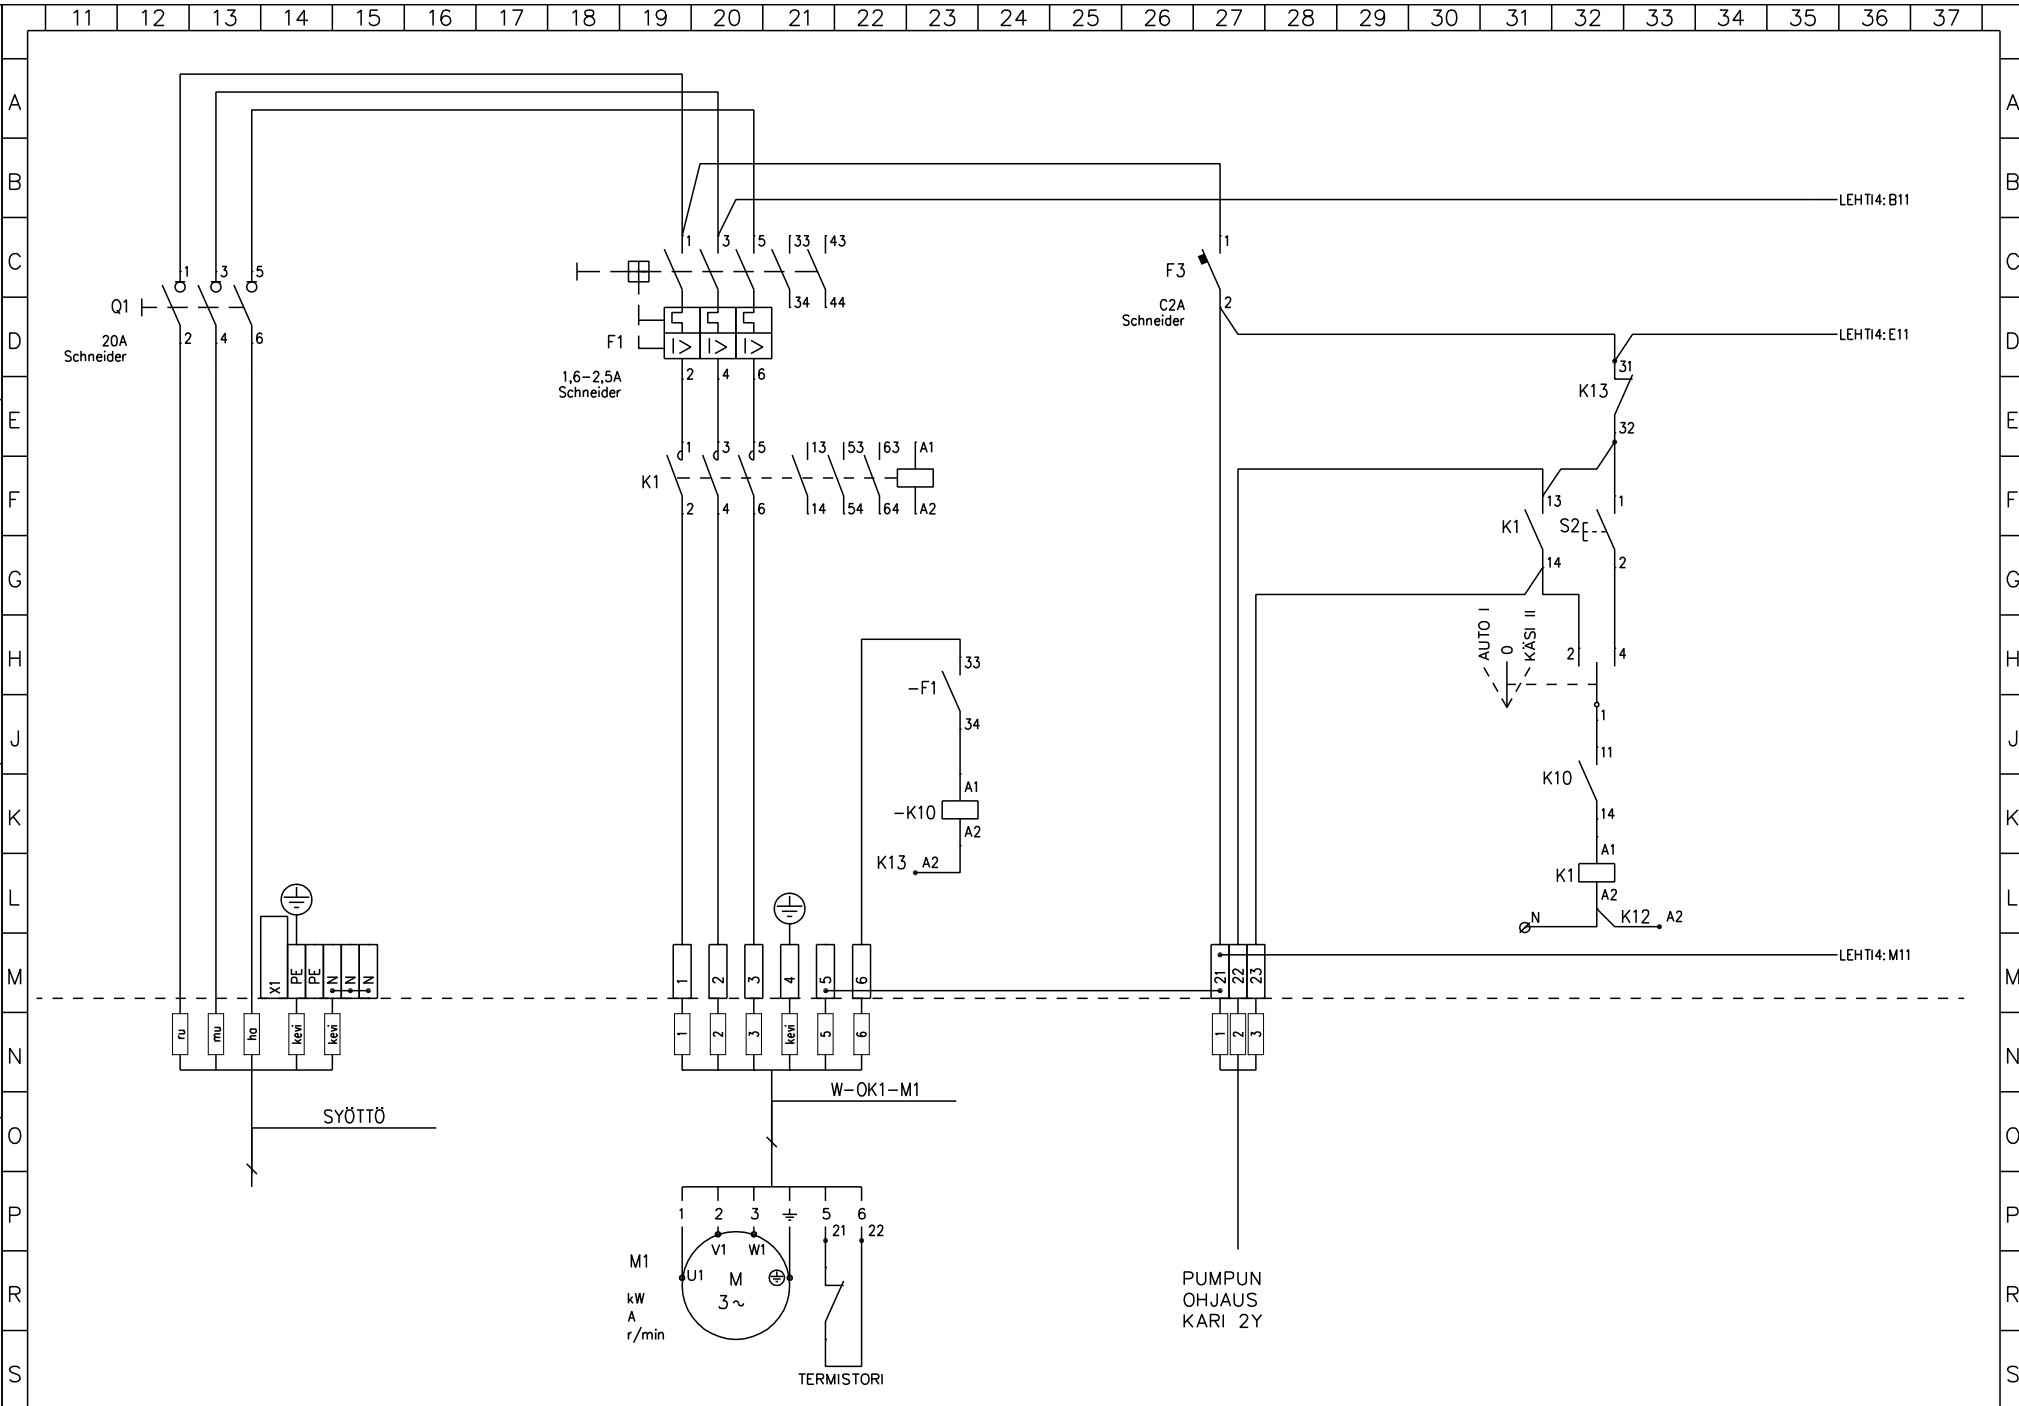 11 12 13 14 15 16 17 18 19 20 21 22 23 24 25 26 27 28 29 30 31 32 33 34 35 36 37
A A
B B
LEHTI4:B11
C C
1 3 5
Q1
20A
Schneider
2 4 6
1 3 5 33 43
34 44
F1
1,6-2,5A
Schneider
2 4 6
1
F3
C2A
Schneider
2
D D
LEHTI4:E11
31
K13
32
E E
1 3 5 13 53 63 A1
K1
2 4 6 14 54 64 A2
F F
13 1
K1 S2
14 2
G G
AUTO I
0
KÄSI II
2 4
H H
33
-F1
34
1
11
J J
A1
-K10
A2
K13 A2
K10
14
K K
A1
K1
A2
N K12 A2
L L
X1 PE PE N N N
1 2 3 4 5 6
21 22 23
LEHTI4:M11
M M
ru mu ha kevi kevi
1 2 3 kevi 5 6
1 2 3
N N
W-OK1-M1
SYÖTTÖ
O O
1 2 3 5 6
21 22
P P
M1
kW
A
r/min
V1 W1
U1 M
3~
PUMPUN
OHJAUS
KARI 2Y
R R
TERMISTORI
S S